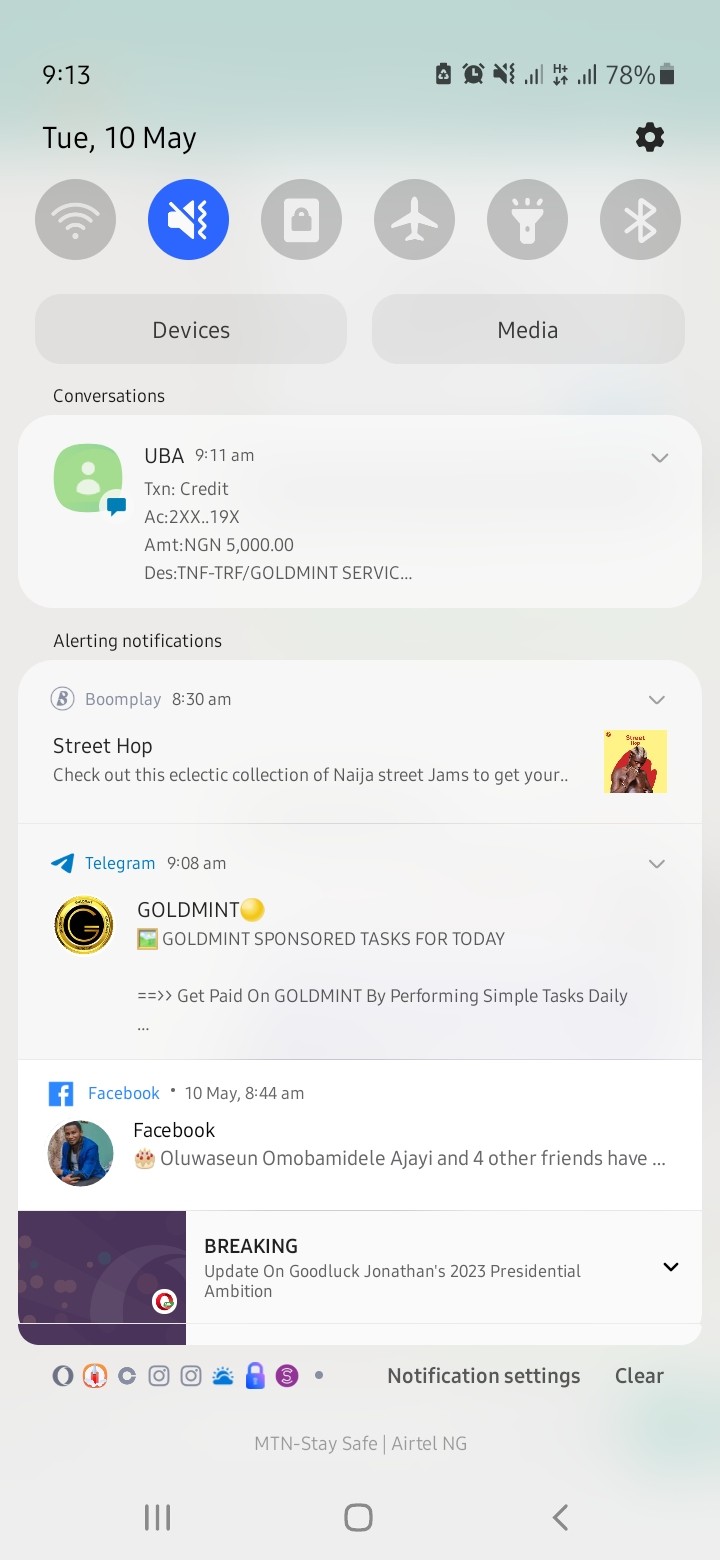 9:13
H+
78%
Tue, 10 May
Devices
Media
Conversations
UBA 9:11 am
Txn: Credit
Ac:2XX..19X
Amt:NGN 5,000.00
Des:TNF-TRF/GOLDMINT SERVIC...
Alerting notifications
Boomplay 8:30 am
Street Hop
Check out this eclectic collection of Naija street Jams to get your..
Street
Hop
Telegram 9:08 am
GOLDMINT
GOLDMINT SPONSORED TASKS FOR TODAY
==>> Get Paid On GOLDMINT By Performing Simple Tasks Daily
...
Facebook • 10 May, 8:44 am
Facebook
🎂 Oluwaseun Omobamidele Ajayi and 4 other friends have ...
BREAKING
Update On Goodluck Jonathan's 2023 Presidential
Ambition
Notification settings Clear
MTN-Stay Safe | Airtel NG